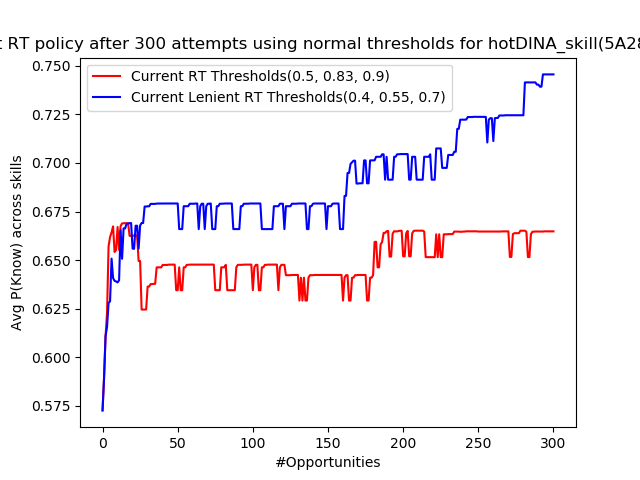 RT policy after 300 attempts using normal thresholds for hotDINA_skill(5A28
Current RT Thresholds(0.5, 0.83, 0.9)
Current Lenient RT Thresholds(0.4, 0.55, 0.7)
Avg P(Know) across skills
0.750
0.725
0.700
0.675
0.650
0.625
0.600
0.575
0 50 100 150 200 250 300
#Opportunities